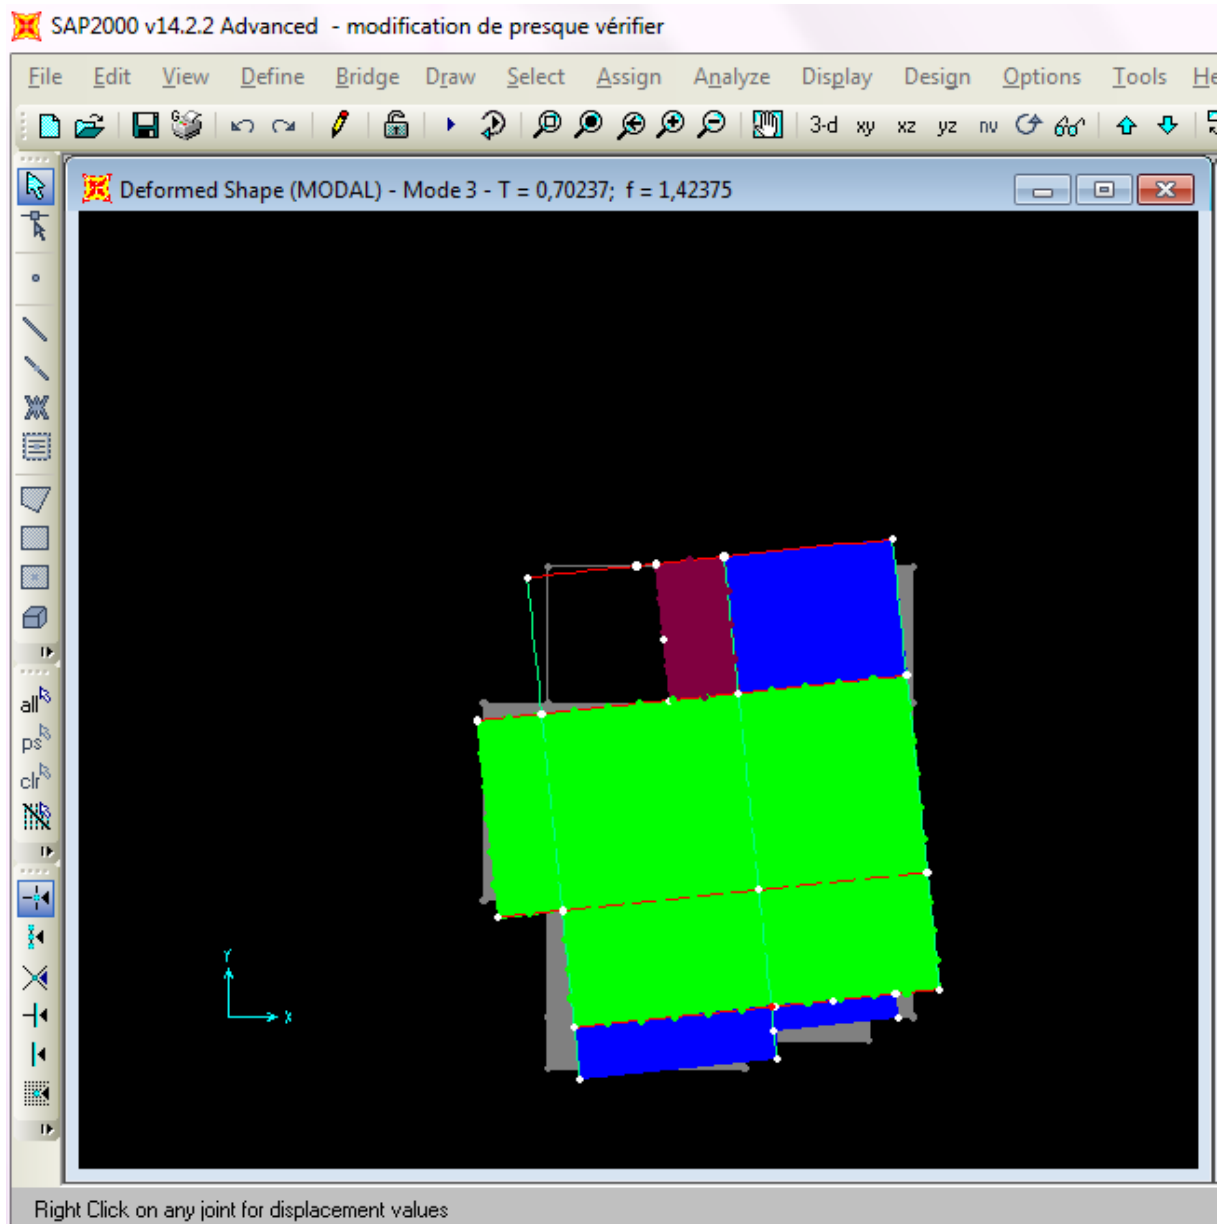 SAP2000 v14.2.2 Advanced - modification de presque vérifier
File Edit View Define Bridge Draw Select Assign Analyze Display Design Options Tools He
3-d xy xz yz nv
Deformed Shape (MODAL) - Mode 3 - T = 0,70237; f = 1,42375
all
ps
clr
Y
X
Right Click on any joint for displacement values